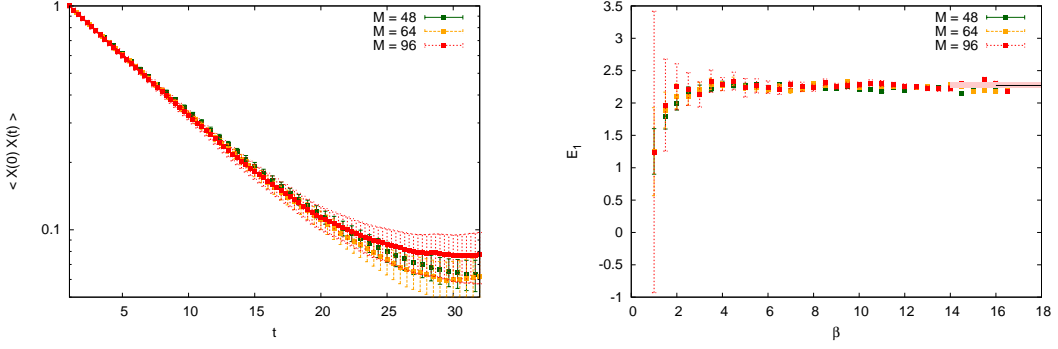 1
0.1
< X(0) X(t) >
5 10 15 20 25 30
t
M = 48
M = 64
M = 96
3.5
3
2.5
2
1.5
1
0.5
0
-0.5
-1
E1
0 2 4 6 8 10 12 14 16 18
β
M = 48
M = 64
M = 96